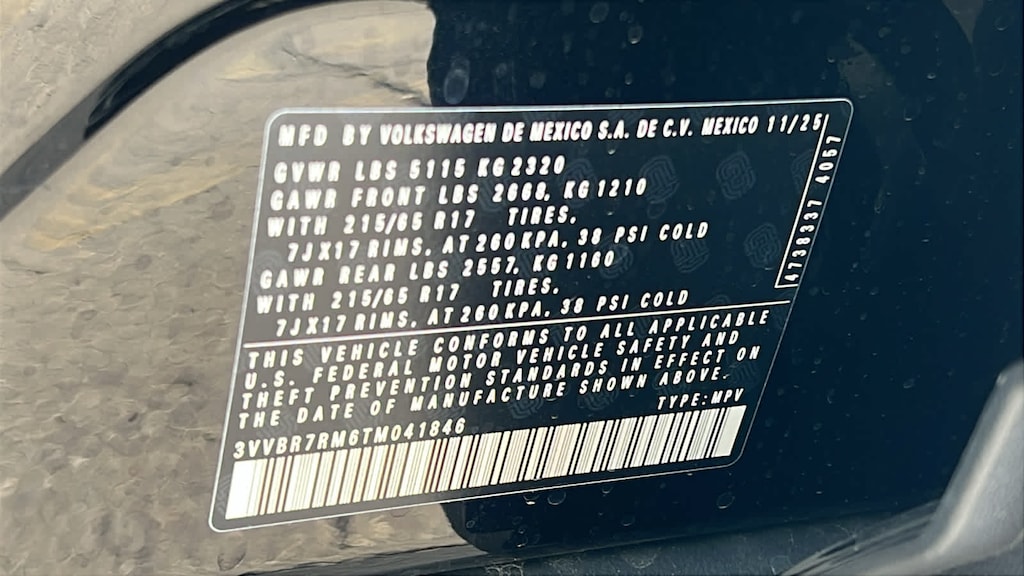 MFD BY VOLKSWAGEN DE MEXICO S.A. DE C.V. MEXICO 11/25
GVWR LBS 5115 KG 2320
GAWR FRONT LBS 2668, KG 1210
WITH 215/65 R17 TIRES,
7JX17 RIMS, AT 260 KPA, 38 PSI COLD
GAWR REAR LBS 2557, KG 1160
WITH 215/65 R17 TIRES,
7JX17 RIMS, AT 260 KPA, 38 PSI COLD
4738337 4057
THIS VEHICLE CONFORMS TO ALL APPLICABLE
U.S. FEDERAL MOTOR VEHICLE SAFETY AND
THEFT PREVENTION STANDARDS IN EFFECT ON
THE DATE OF MANUFACTURE SHOWN ABOVE.
TYPE: MPV
3VVBR7RM6TM041846